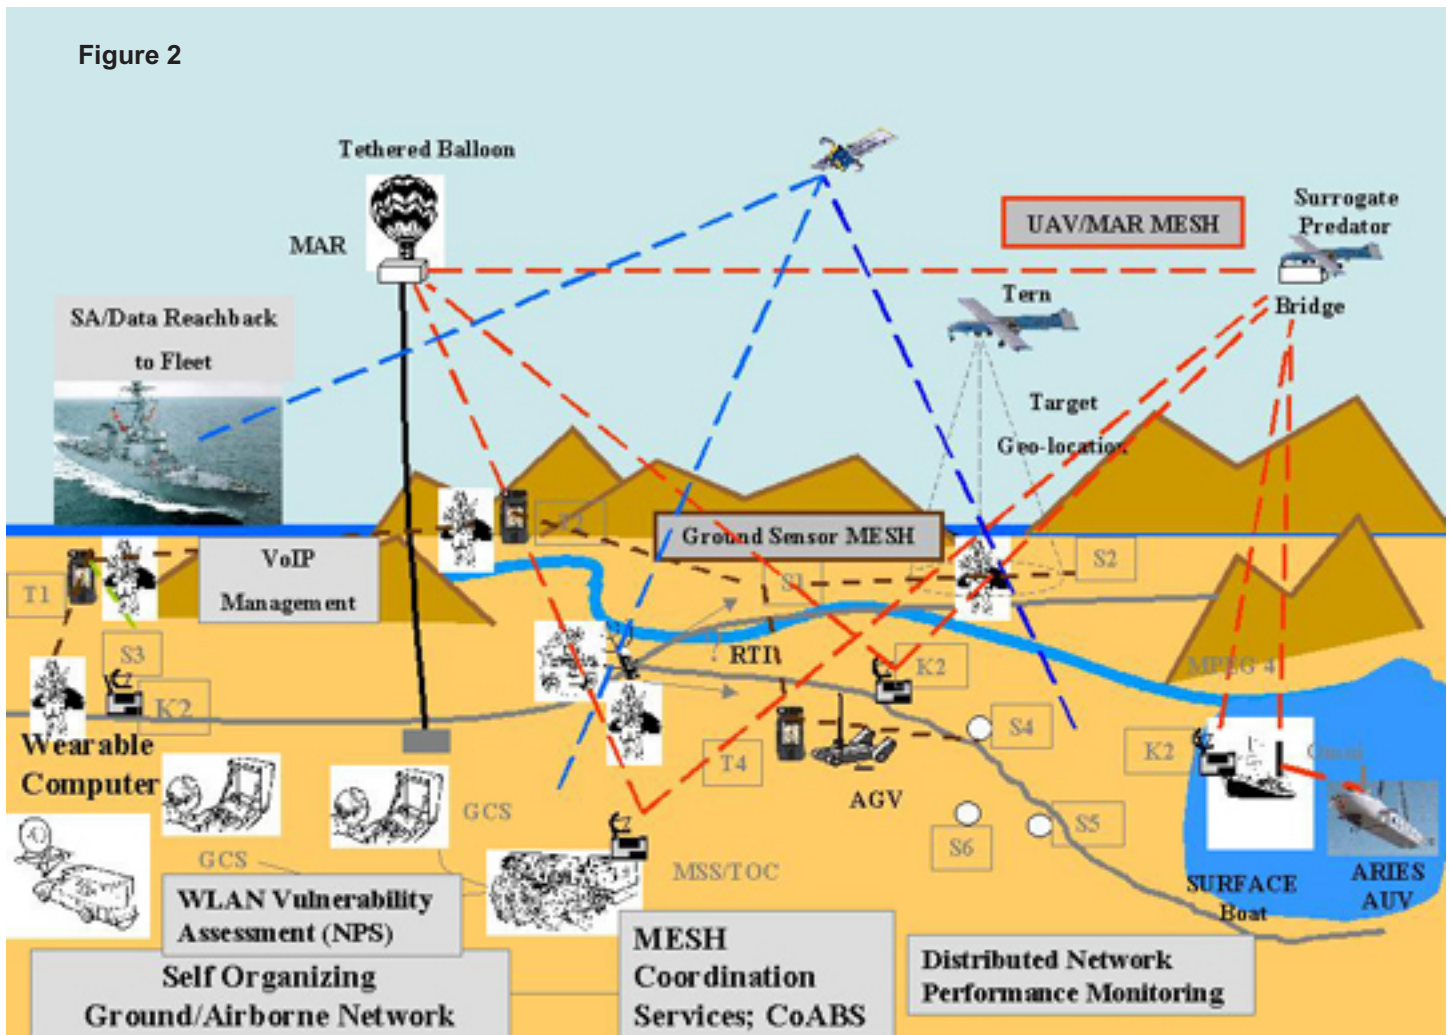 Figure 2
Tethered Balloon
MAR
UAV/MAR MESH
Surrogate
Predator
Bridge
Tern
SA/Data Reachback
to Fleet
Target
Geo-location
Ground Sensor MESH
VoIP
Management
T1
S1
S2
S3
K2
RTI
K2
MPEG 4
Wearable
Computer
T4
S4
K2
Omni
AGV
GCS
S5
S6
GCS
MSS/TOC
SURFACE
Boat
ARIES
AUV
WLAN Vulnerability
Assessment (NPS)
Self Organizing
Ground/Airborne Network
MESH
Coordination
Services; CoABS
Distributed Network
Performance Monitoring